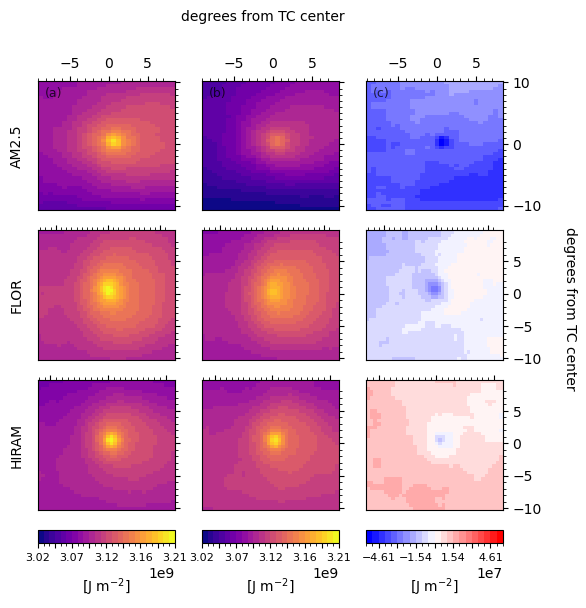 degrees from TC center
−5 0 5 −5 0 5 −5 0 5
(a) (b) (c)
AM2.5
10
0
−10
FLOR
5
0
−5
−10
degrees from TC center
HIRAM
5
0
−5
−10
3.02 3.07 3.12 3.16 3.21 3.02 3.07 3.12 3.16 3.21 −4.61 −1.54 1.54 4.61
1e9 1e9 1e7
[J m⁻²] [J m⁻²] [J m⁻²]